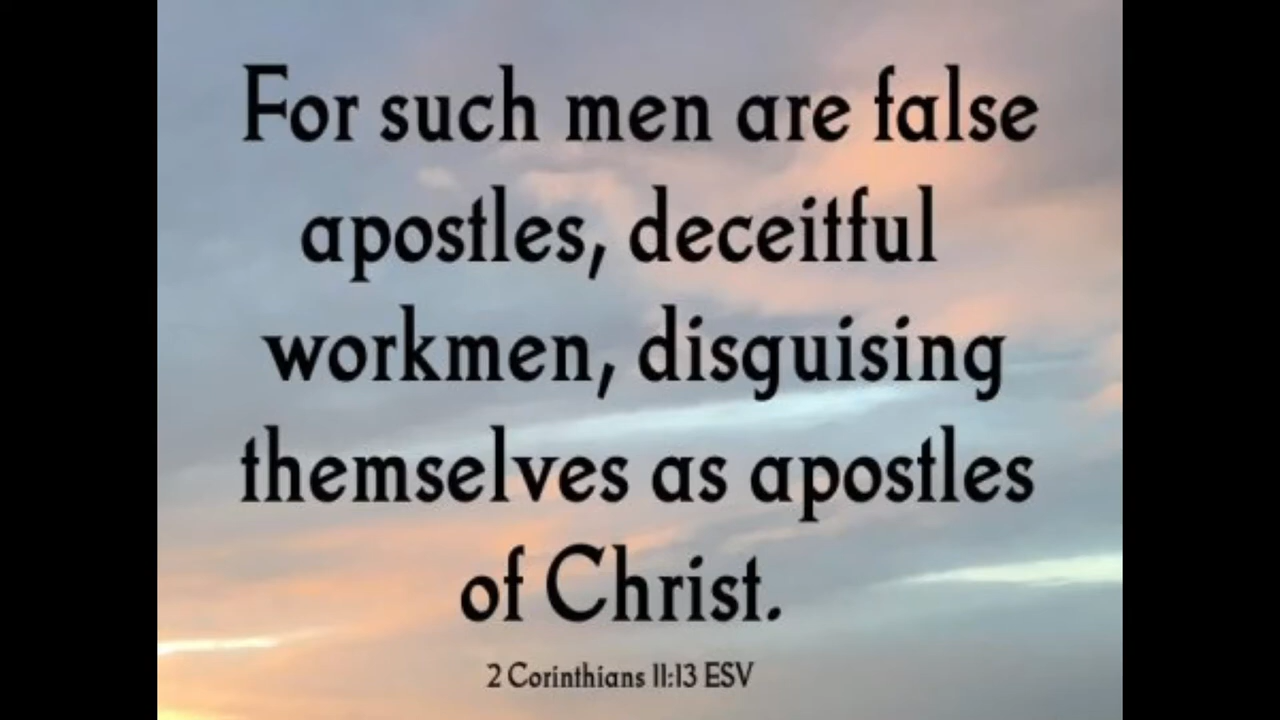 For such men are false
apostles, deceitful
workmen, disguising
themselves as apostles
of Christ.
2 Corinthians 11:13 ESV